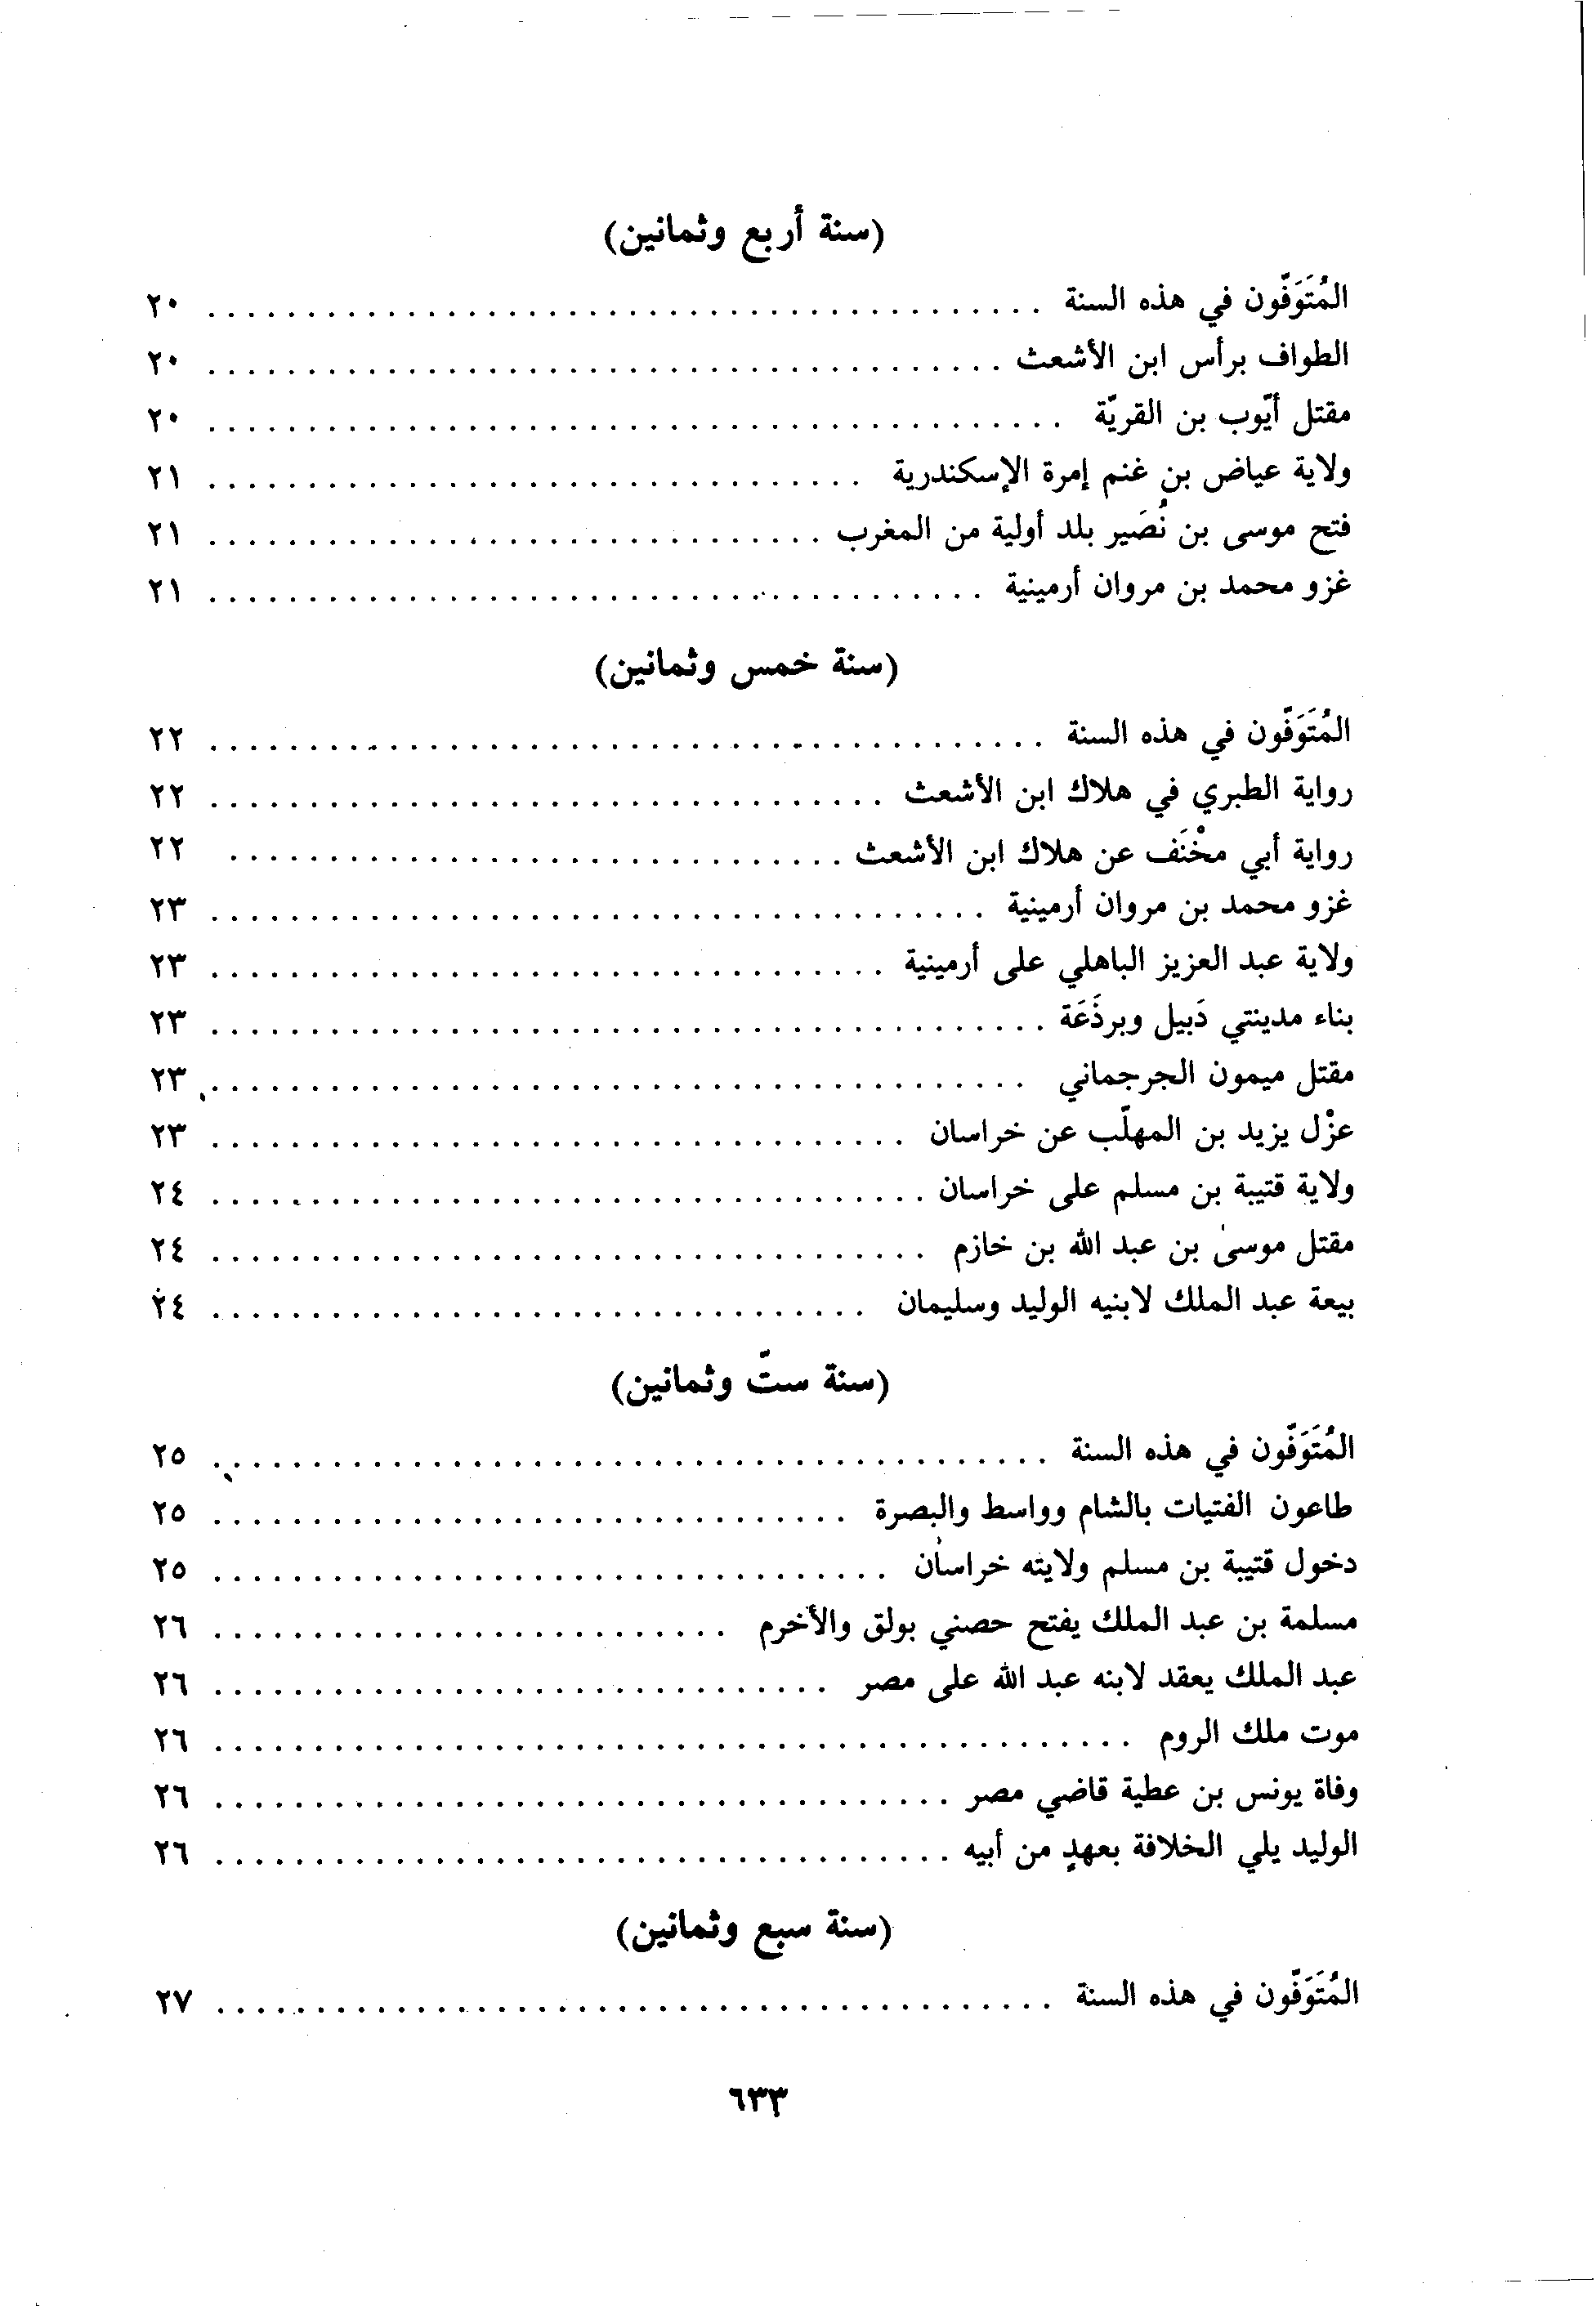 (سنة أربع وثمانين)
المُتَوَفّون في هذه السنة . . . . . . . . . . ٢٠
الطواف برأس ابن الأشعث . . . . . . . . . . ٢٠
مقتل أيّوب بن القريّة . . . . . . . . . . ٢٠
ولاية عياض بن غنم إمرة الإسكندرية . . . . . . . . . . ٢١
فتح موسى بن نُصَير بلد أولية من المغرب . . . . . . . . . . ٢١
غزو محمد بن مروان أرمينية . . . . . . . . . . ٢١
(سنة خمس وثمانين)
المُتَوَفّون في هذه السنة . . . . . . . . . . ٢٢
رواية الطبري في هلاك ابن الأشعث . . . . . . . . . . ٢٢
رواية أبي مخْنَف عن هلاك ابن الأشعث . . . . . . . . . . ٢٢
غزو محمد بن مروان أرمينية . . . . . . . . . . ٢٣
ولاية عبد العزيز الباهلي على أرمينية . . . . . . . . . . ٢٣
بناء مدينتي دَبيل وبرذَعَة . . . . . . . . . . ٢٣
مقتل ميمون الجرجماني . . . . . . . . . . ٢٣
عزْل يزيد بن المهلّب عن خراسان . . . . . . . . . . ٢٣
ولاية قتيبة بن مسلم على خراسان . . . . . . . . . . ٢٤
مقتل موسى بن عبد الله بن خازم . . . . . . . . . . ٢٤
بيعة عبد الملك لابنيه الوليد وسليمان . . . . . . . . . . ٢٤
(سنة ستّ وثمانين)
المُتَوَفّون في هذه السنة . . . . . . . . . . ٢٥
طاعون الفتيات بالشام وواسط والبصرة . . . . . . . . . . ٢٥
دخول قتيبة بن مسلم ولايته خراسان . . . . . . . . . . ٢٥
مسلمة بن عبد الملك يفتح حصني بولق والأخرم . . . . . . . . . . ٢٦
عبد الملك يعقد لابنه عبد الله على مصر . . . . . . . . . . ٢٦
موت ملك الروم . . . . . . . . . . ٢٦
وفاة يونس بن عطية قاضي مصر . . . . . . . . . . ٢٦
الوليد يلي الخلافة بعهدٍ من أبيه . . . . . . . . . . ٢٦
(سنة سبع وثمانين)
المُتَوَفّون في هذه السنة . . . . . . . . . . ٢٧
٦٣٣